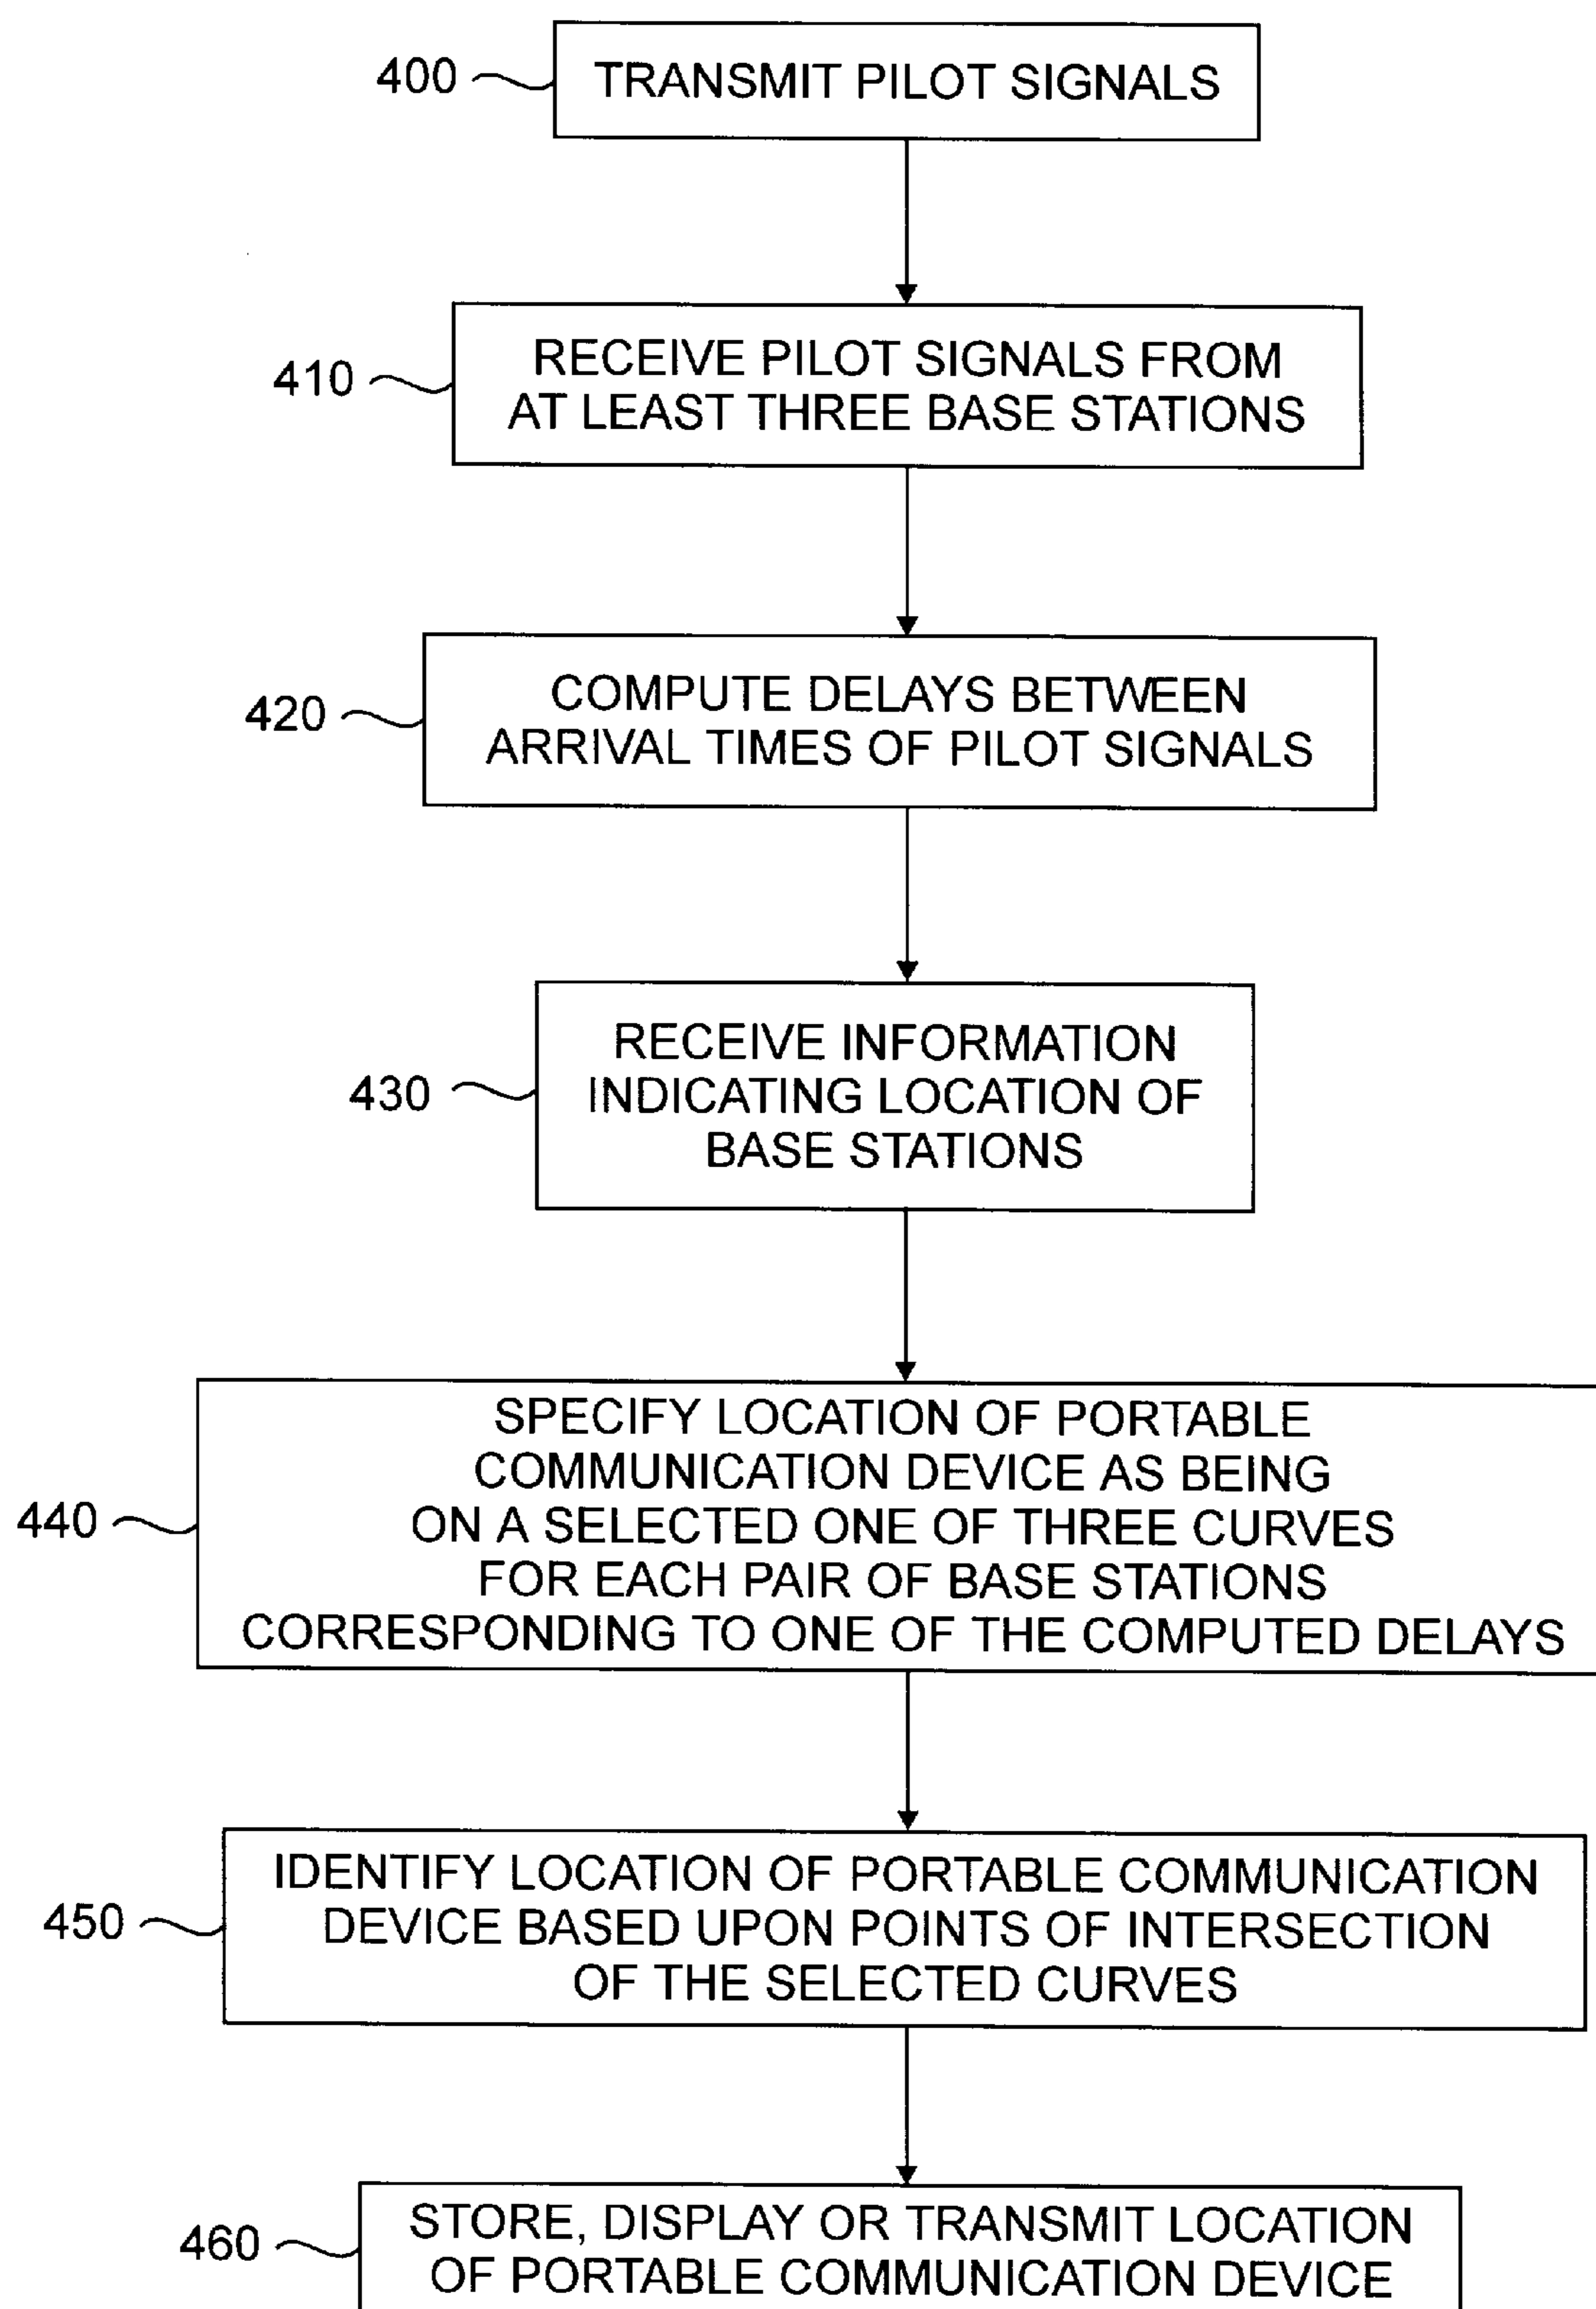 400
TRANSMIT PILOT SIGNALS
410
RECEIVE PILOT SIGNALS FROM
AT LEAST THREE BASE STATIONS
420
COMPUTE DELAYS BETWEEN
ARRIVAL TIMES OF PILOT SIGNALS
430
RECEIVE INFORMATION
INDICATING LOCATION OF
BASE STATIONS
440
SPECIFY LOCATION OF PORTABLE
COMMUNICATION DEVICE AS BEING
ON A SELECTED ONE OF THREE CURVES
FOR EACH PAIR OF BASE STATIONS
CORRESPONDING TO ONE OF THE COMPUTED DELAYS
450
IDENTIFY LOCATION OF PORTABLE COMMUNICATION
DEVICE BASED UPON POINTS OF INTERSECTION
OF THE SELECTED CURVES
460
STORE, DISPLAY OR TRANSMIT LOCATION
OF PORTABLE COMMUNICATION DEVICE